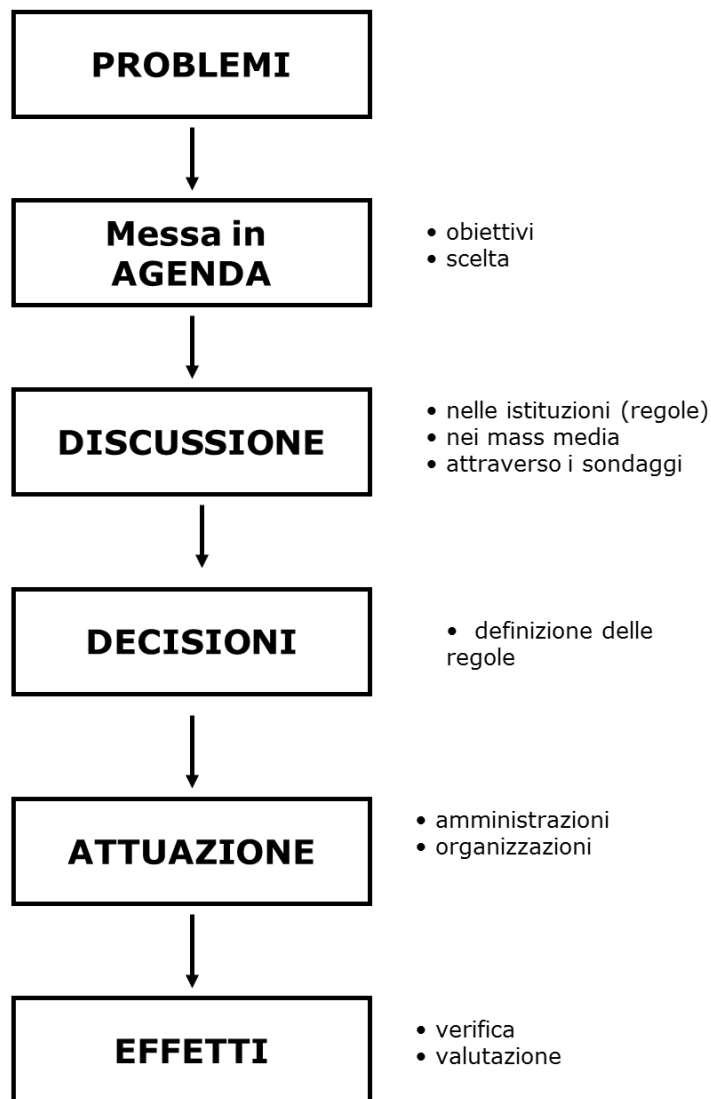 PROBLEMI
Messa in
AGENDA
• obiettivi
• scelta
DISCUSSIONE
• nelle istituzioni (regole)
• nei mass media
• attraverso i sondaggi
DECISIONI
• definizione delle
regole
ATTUAZIONE
• amministrazioni
• organizzazioni
EFFETTI
• verifica
• valutazione